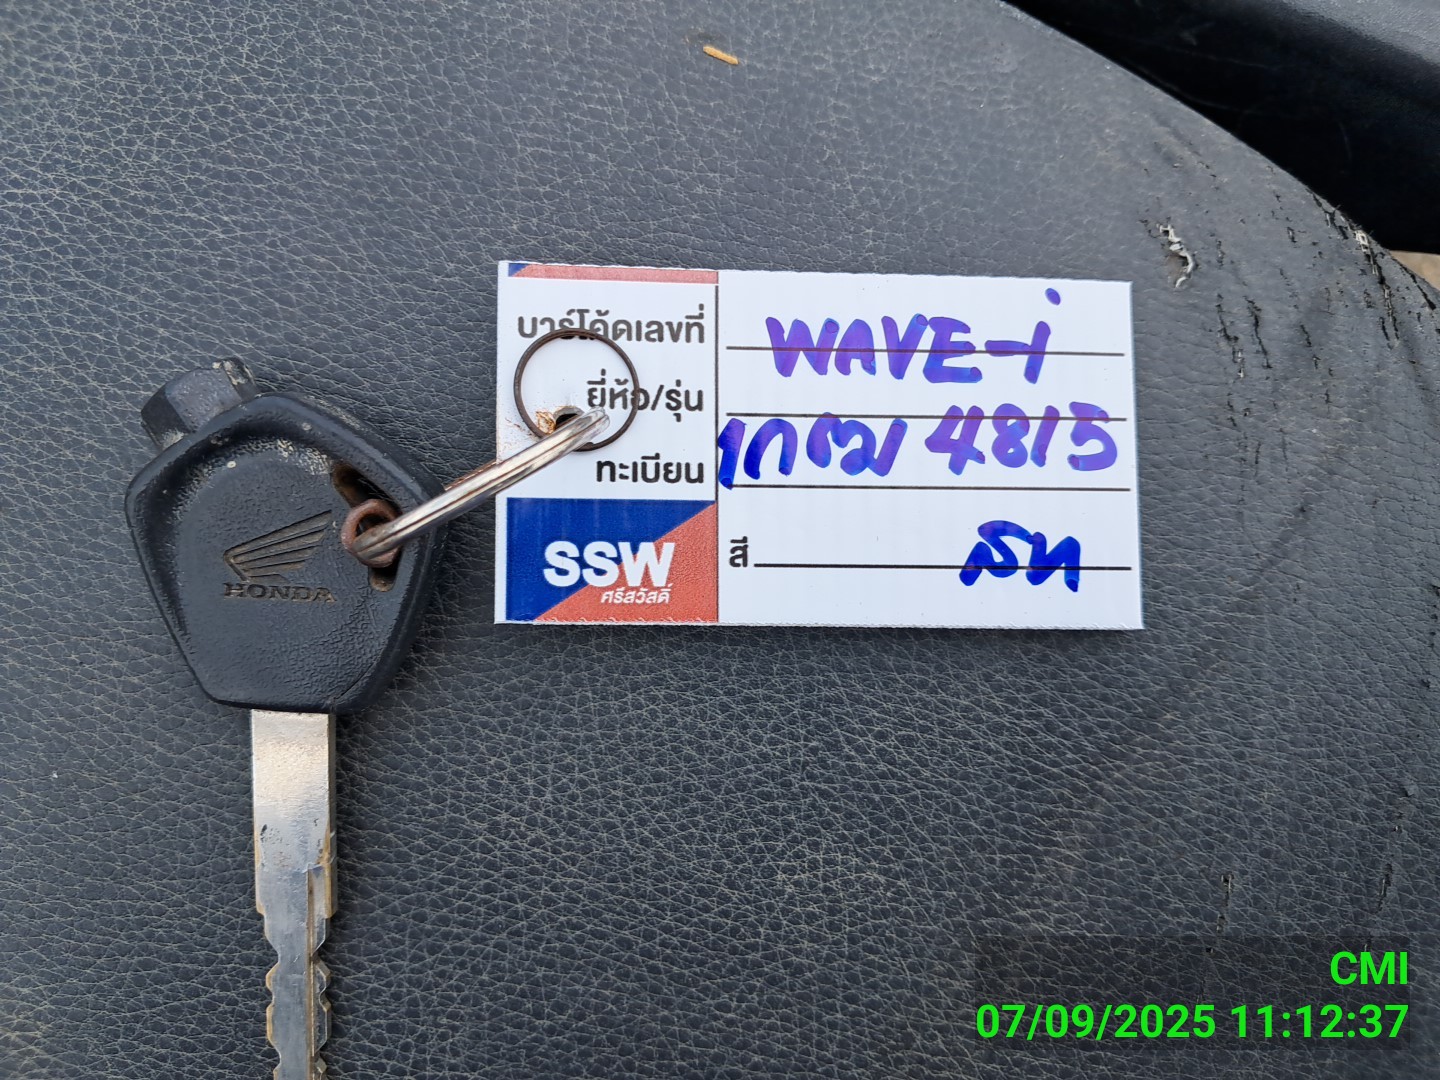 บาร์โค้ดเลขที่ WAVE-i
ยี่ห้อ/รุ่น
ทะเบียน 1กฒ 4815
สี สท
SSW
ศรีสวัสดิ์
HONDA
CMI
07/09/2025 11:12:37